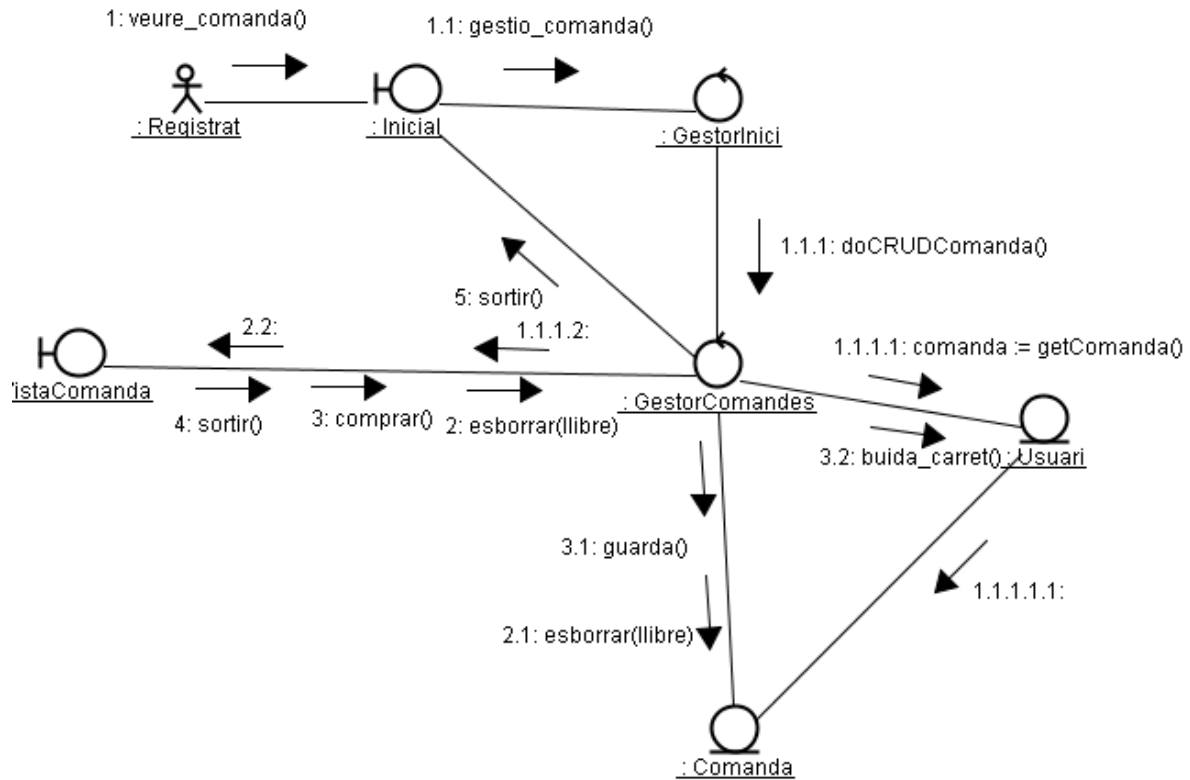 1: veure_comanda()
1.1: gestio_comanda()
: Registrat
: Inicial
: GestorInici
1.1.1: doCRUDComanda()
5: sortir()
2.2:
1.1.1.2:
1.1.1.1: comanda := getComanda()
istaComanda
: GestorComandes
4: sortir()
3: comprar()
2: esborrar(llibre)
3.2: buida_carret()
: Usuari
3.1: guarda()
1.1.1.1.1:
2.1: esborrar(llibre)
: Comanda